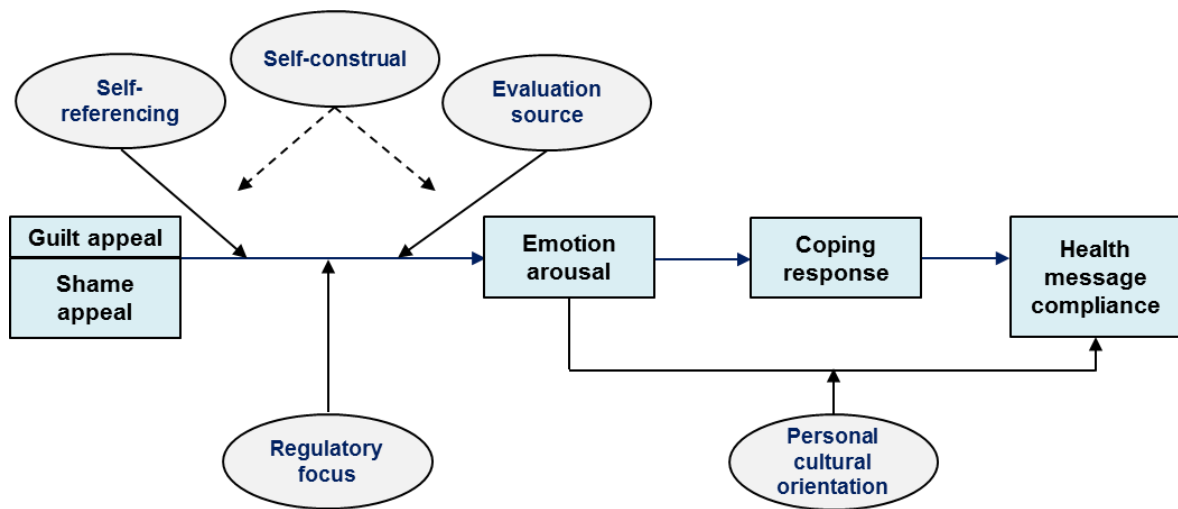 Self-construal
Self-
referencing
Evaluation
source
Guilt appeal
Shame
appeal
Emotion
arousal
Coping
response
Health
message
compliance
Regulatory
focus
Personal
cultural
orientation